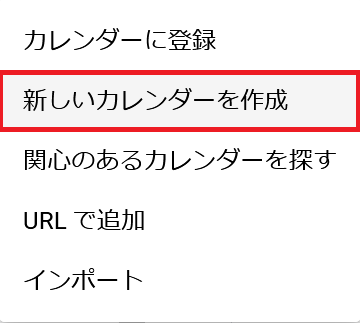 カレンダーに登録
新しいカレンダーを作成
関心のあるカレンダーを探す
URL で追加
インポート